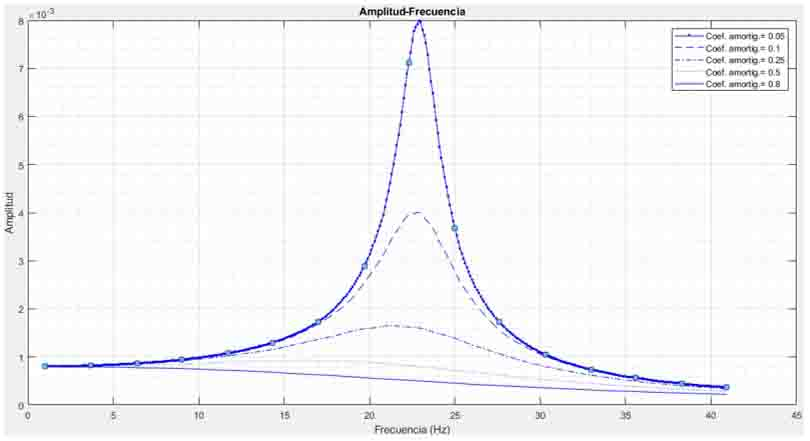 Amplitud-Frecuencia
×10⁻³
8
7
6
5
4
3
2
1
0
Amplitud
0 5 10 15 20 25 30 35 40 45
Frecuencia (Hz)
Coef. amortig.= 0.05
Coef. amortig.= 0.1
Coef. amortig.= 0.25
Coef. amortig.= 0.5
Coef. amortig.= 0.8